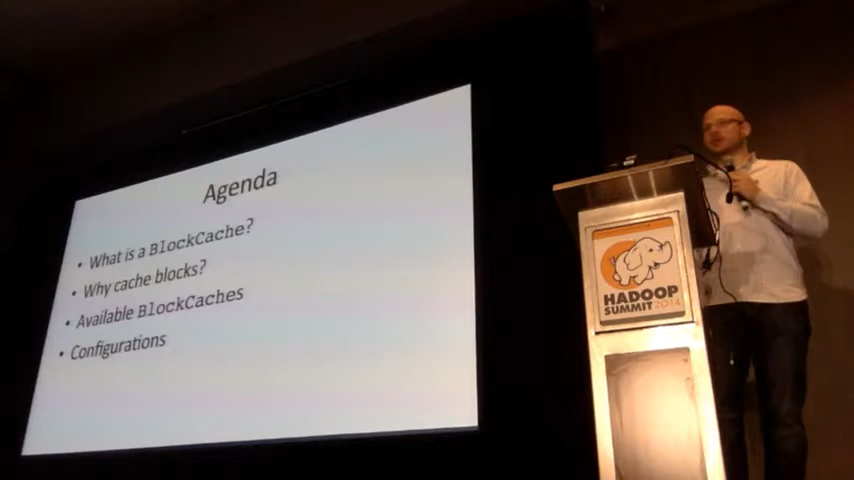 Agenda
• What is a BlockCache?
• Why cache blocks?
• Available BlockCaches
• Configurations
HADOOP
SUMMIT 2014